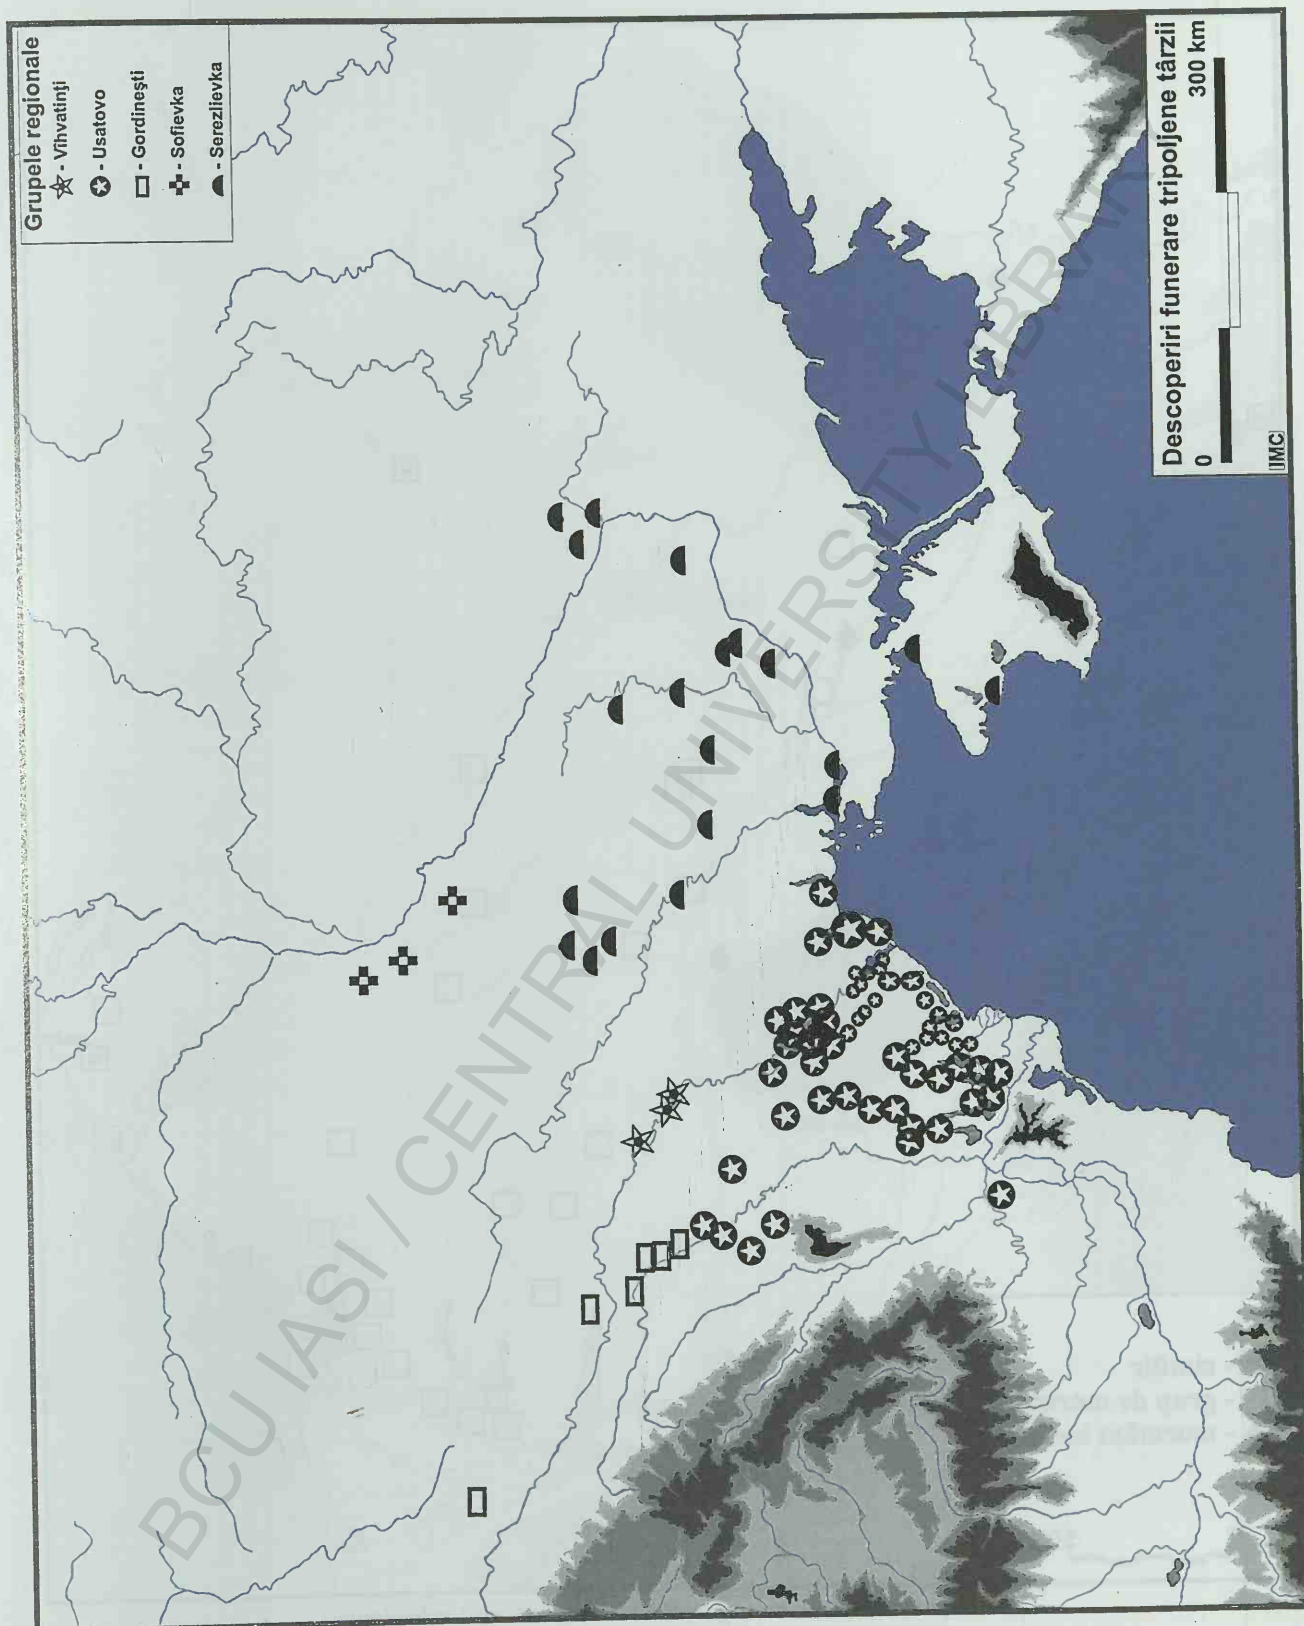 Grupele regionale
- Vîhvatinţi
- Usatovo
- Gordineşti
- Sofievka
- Serezlievka
Descoperiri funerare tripoljene târzii
0 300 km
IMC
BCU IASI / CENTRAL UNIVERSITY LIBRARY